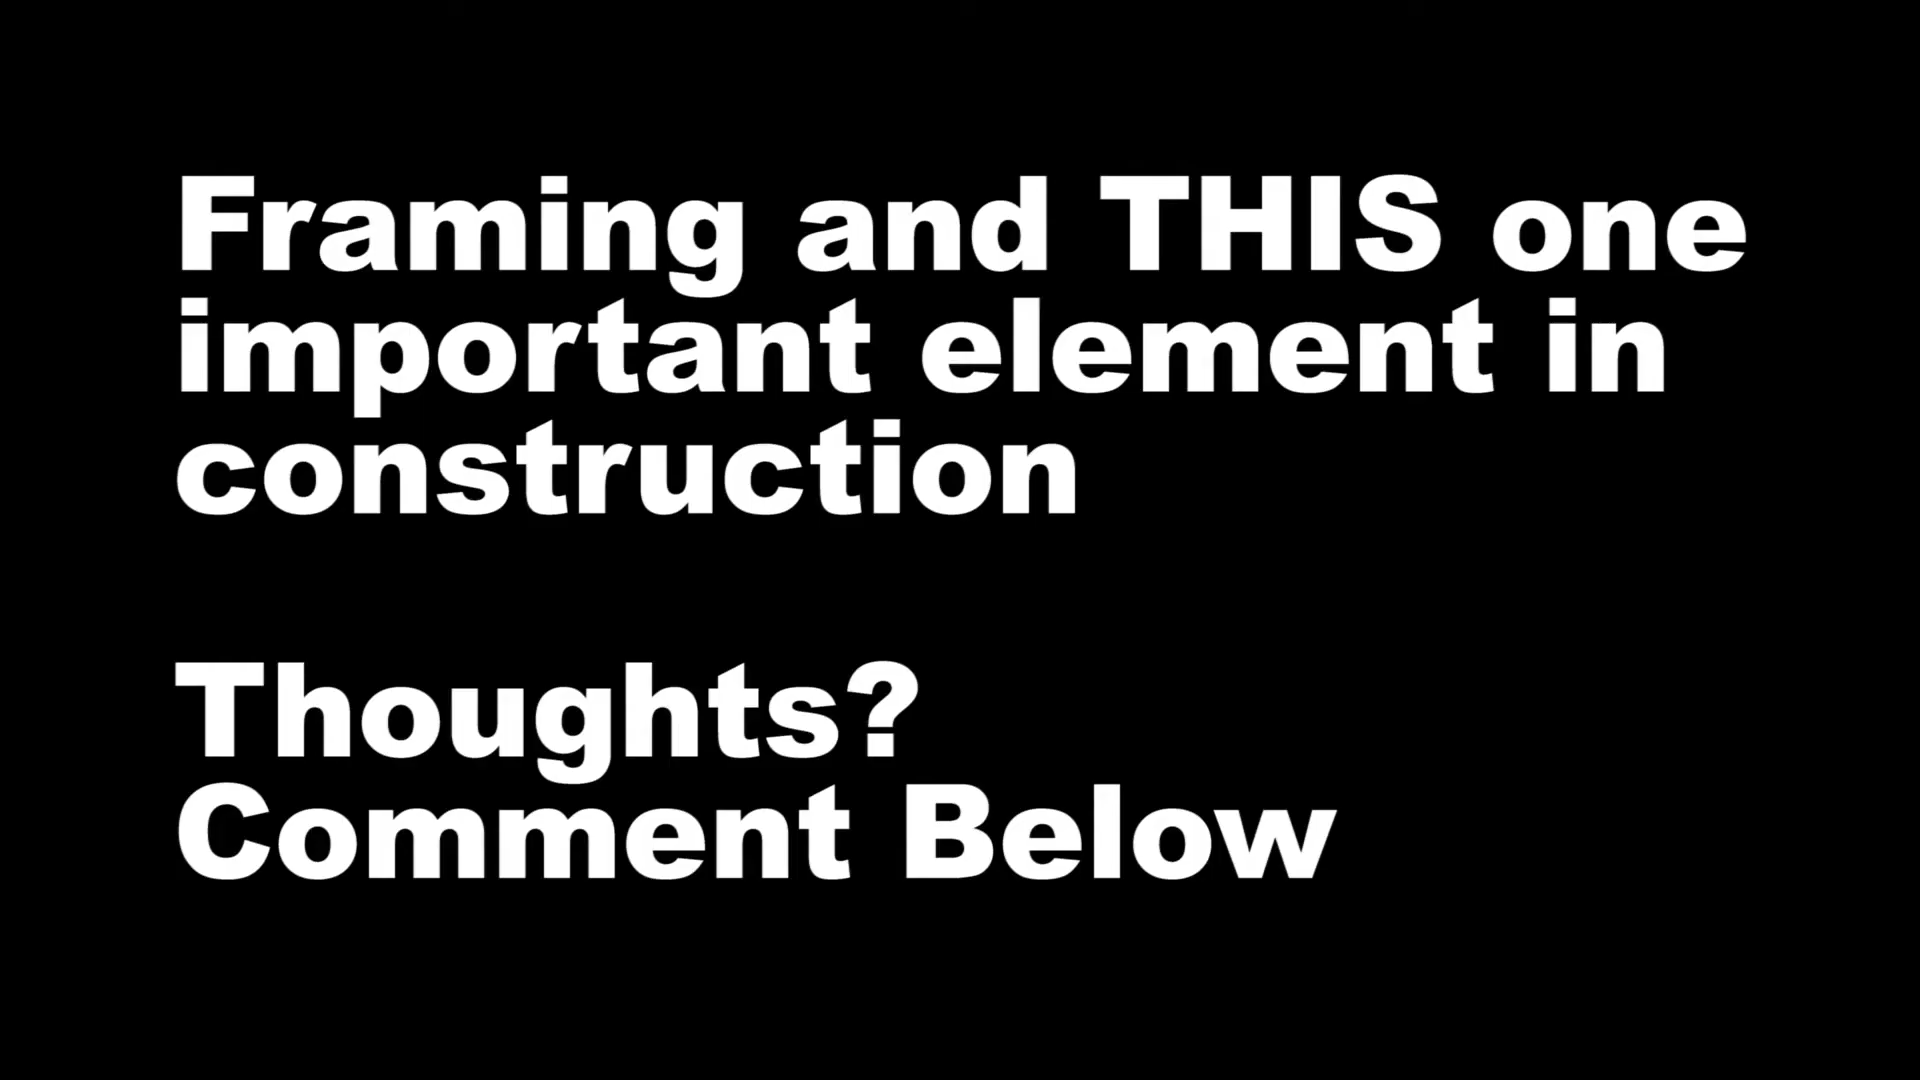 Framing and THIS one
important element in
construction
Thoughts?
Comment Below